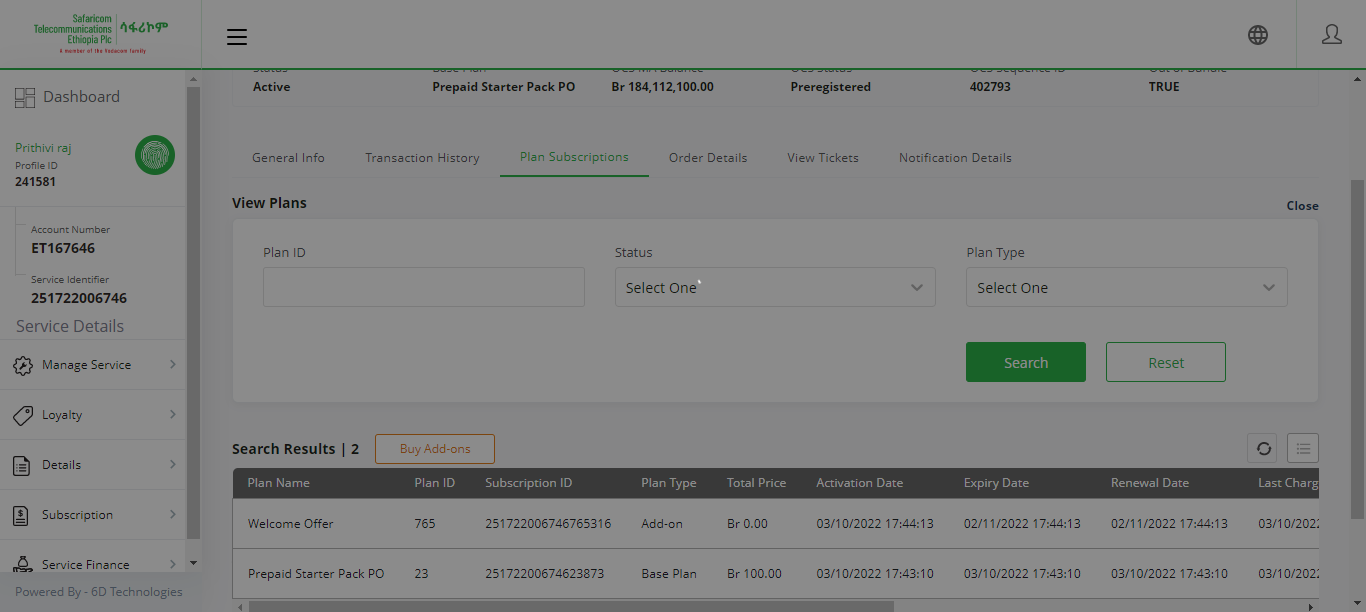 Safaricom
Telecommunications
Ethiopia Plc
ሳፋሪኮም
A member of the Vodacom family
Dashboard
Prithivi raj
Profile ID
241581
Account Number
ET167646
Service Identifier
251722006746
Service Details
Manage Service
Loyalty
Details
Subscription
Service Finance
Powered By - 6D Technologies
Status Base Plan OCS MA Balance OCS Status OCS Sequence ID Out of Bundle
Active Prepaid Starter Pack PO Br 184,112,100.00 Preregistered 402793 TRUE
General Info Transaction History Plan Subscriptions Order Details View Tickets Notification Details
View Plans Close
Plan ID Status Plan Type
Select One Select One
Search Reset
Search Results | 2 Buy Add-ons
Plan Name Plan ID Subscription ID Plan Type Total Price Activation Date Expiry Date Renewal Date Last Charg
Welcome Offer 765 251722006746765316 Add-on Br 0.00 03/10/2022 17:44:13 02/11/2022 17:44:13 02/11/2022 17:44:13 03/10/2022
Prepaid Starter Pack PO 23 25172200674623873 Base Plan Br 100.00 03/10/2022 17:43:10 03/10/2022 17:43:10 03/10/2022 17:43:10 03/10/2022